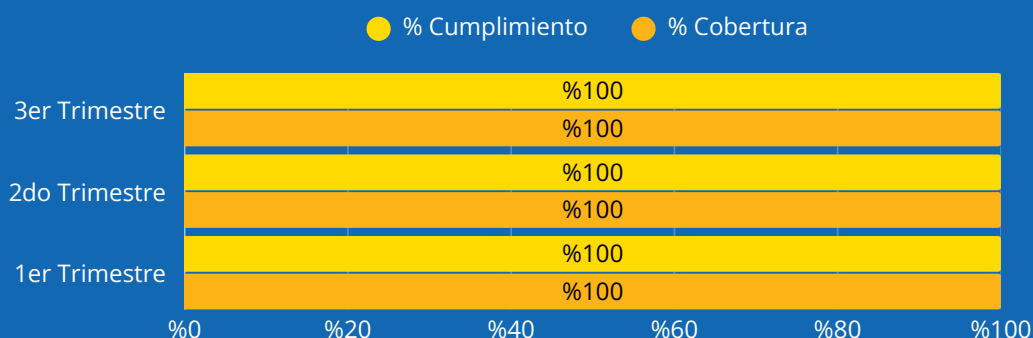 % Cumplimiento % Cobertura
3er Trimestre
%100
%100
2do Trimestre
%100
%100
1er Trimestre
%100
%100
%0 %20 %40 %60 %80 %100